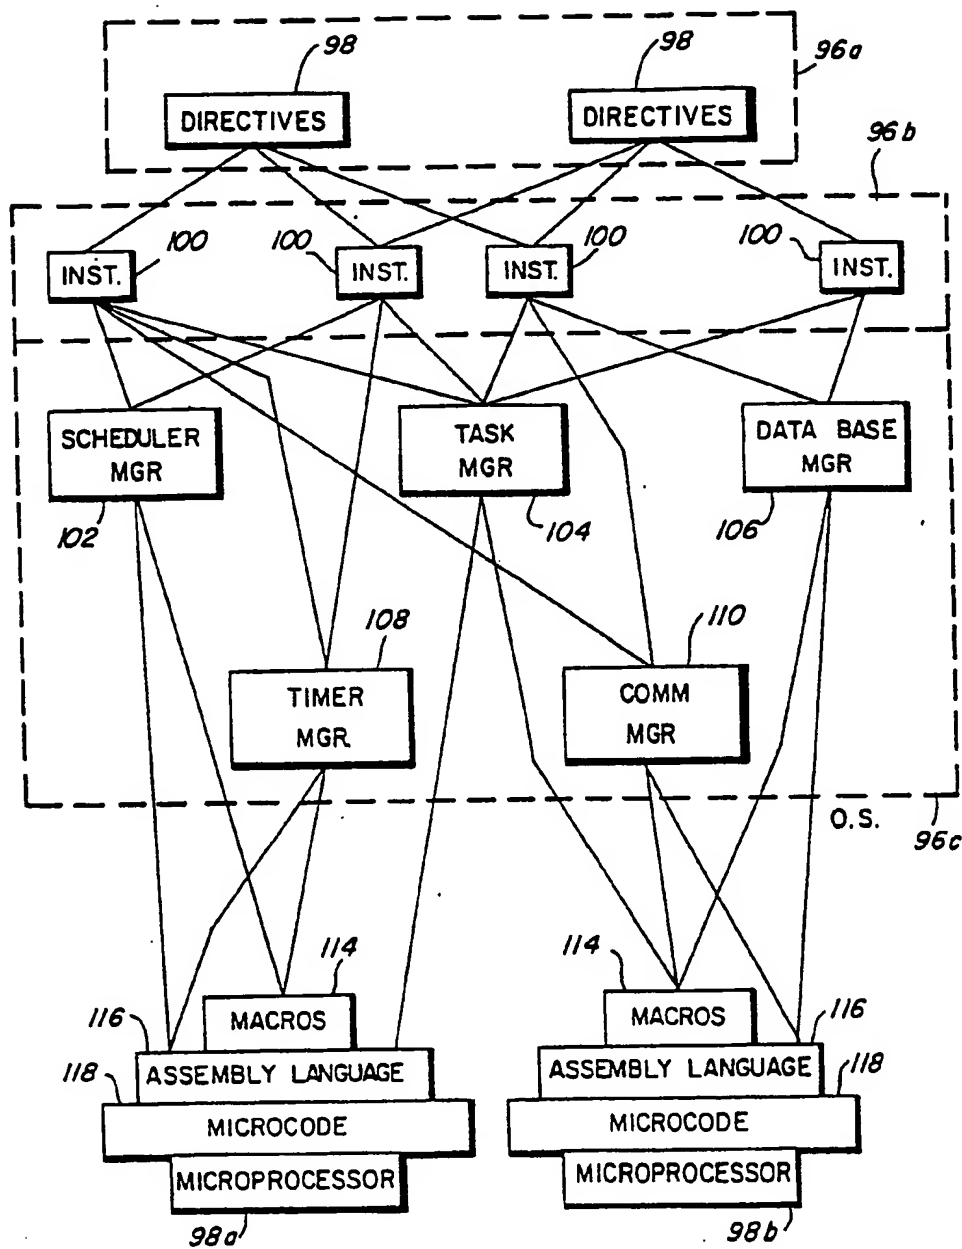 98
98
96a
DIRECTIVES
DIRECTIVES
96b
100
100
100
100
INST.
INST.
INST.
INST.
SCHEDULER
MGR
TASK
MGR
DATA BASE
MGR
102
104
106
108
110
TIMER
MGR.
COMM
MGR
O.S.
96c
114
114
116
MACROS
MACROS
116
118
ASSEMBLY LANGUAGE
ASSEMBLY LANGUAGE
118
MICROCODE
MICROCODE
MICROPROCESSOR
MICROPROCESSOR
98a
98b